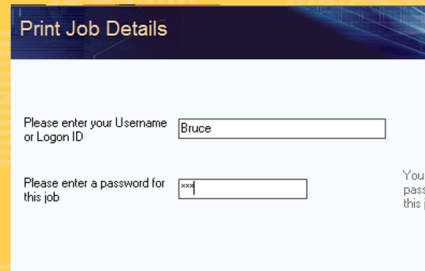 Print Job Details
Please enter your Username
or Logon ID
Bruce
Please enter a password for
this job
×××
You
pass
this